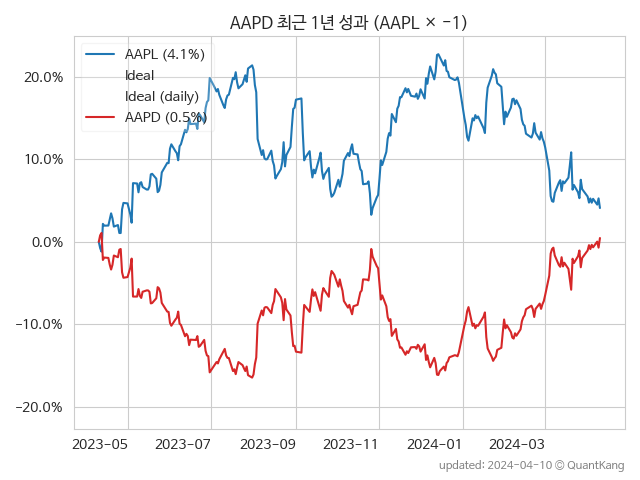 AAPD 최근 1년 성과 (AAPL × −1)
AAPL (4.1%)
Ideal
Ideal (daily)
AAPD (0.5%)
20.0%
10.0%
0.0%
−10.0%
−20.0%
2023-05 2023-07 2023-09 2023-11 2024-01 2024-03
updated: 2024-04-10 © QuantKang